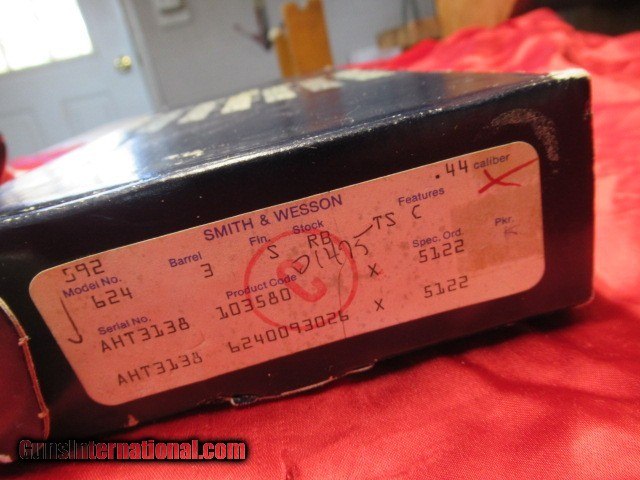 SMITH & WESSON
.44 caliber
592
Model No. Barrel Fin. Stock Features
624 3 S RB TS C
D1475
Serial No. Product Code Spec. Ord. Pkr.
AHT3138 103580 X 5122
AHT3138 6240093026 X 5122
GunsInternational.com